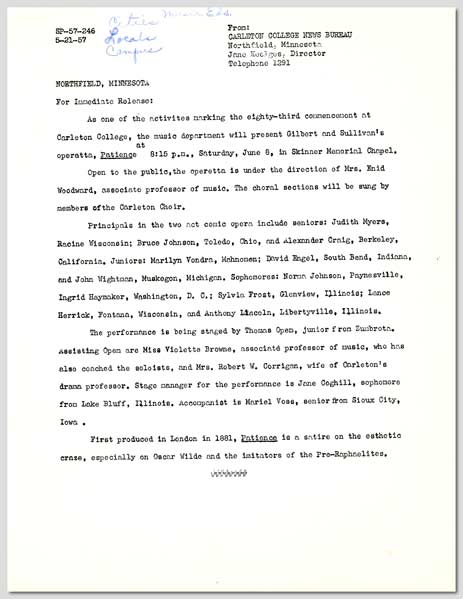 Cities Minn Eds.
Locals
Campus
SP-57-246
5-21-57
From:
CARLETON COLLEGE NEWS BUREAU
Northfield, Minnesota
Jane Keelges, Director
Telephone 1291
NORTHFIELD, MINNESOTA
For Immediate Release:
As one of the activites marking the eighty-third commencement at
Carleton College, the music department will present Gilbert and Sullivan's
operatta, Patience at 8:15 p.m., Saturday, June 8, in Skinner Memorial Chapel.
Open to the public,the operetta is under the direction of Mrs. Enid
Woodward, associate professor of music. The choral sections will be sung by
members ofthe Carleton Choir.
Principals in the two act comic opera include seniors: Judith Myers,
Racine Wisconsin; Bruce Johnson, Toledo, Ohio, and Alexander Craig, Berkeley,
California. Juniors: Marilyn Vondra, Mahnomen; David Engel, South Bend, Indiana,
and John Wightman, Muskegon, Michigan. Sophomores: Norma Johnson, Paynesville,
Ingrid Haymaker, Washington, D. C.; Sylvia Frost, Glenview, Illinois; Lance
Herrick, Fontana, Wisconsin, and Anthony Lincoln, Libertyville, Illinois.
The performance is being staged by Thomas Open, junior from Zumbrota.
Assisting Open are Miss Violette Browne, associate professor of music, who has
also coached the soloists, and Mrs. Robert W. Corrigan, wife of Carleton's
drama professor. Stage manager for the performance is Jane Coghill, sophomore
from Lake Bluff, Illinois. Accompanist is Mariel Voss, senior from Sioux City,
Iowa .
First produced in London in 1881, Patience is a satire on the esthetic
craze, especially on Oscar Wilde and the imitators of the Pre-Raphaelites.